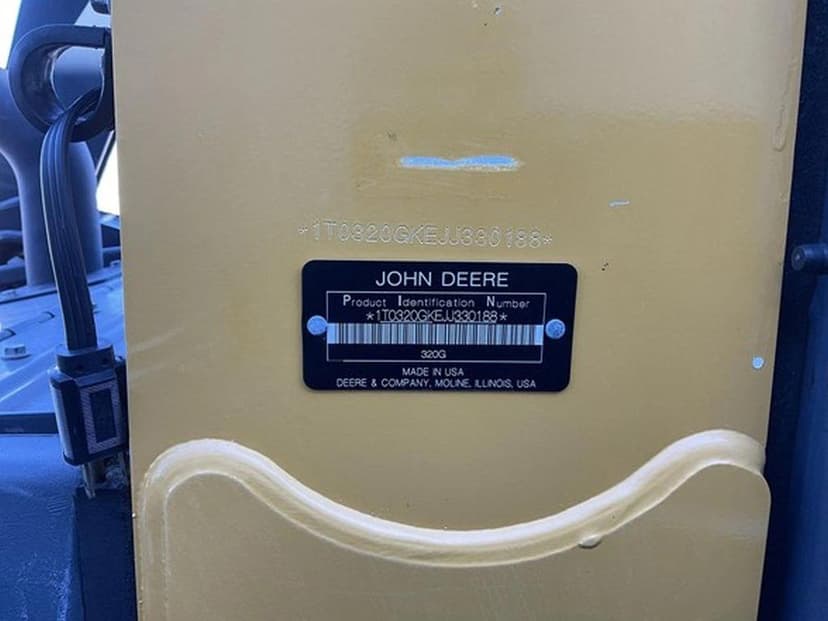 *1T0320GKEJJ330188*
JOHN DEERE
Product Identification Number
*1T0320GKEJJ330188*
320G
MADE IN USA
DEERE & COMPANY, MOLINE, ILLINOIS, USA